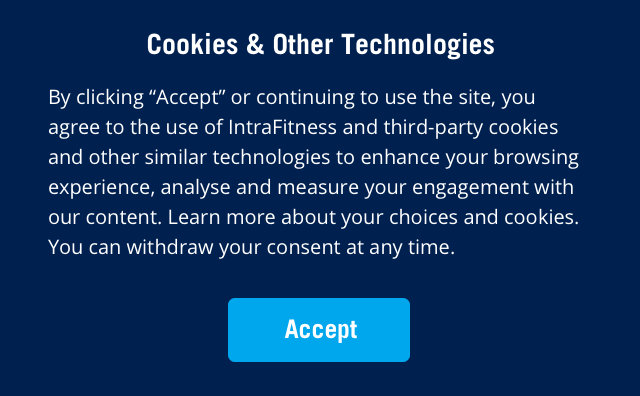 Cookies & Other Technologies
By clicking “Accept” or continuing to use the site, you
agree to the use of IntraFitness and third-party cookies
and other similar technologies to enhance your browsing
experience, analyse and measure your engagement with
our content. Learn more about your choices and cookies.
You can withdraw your consent at any time.
Accept